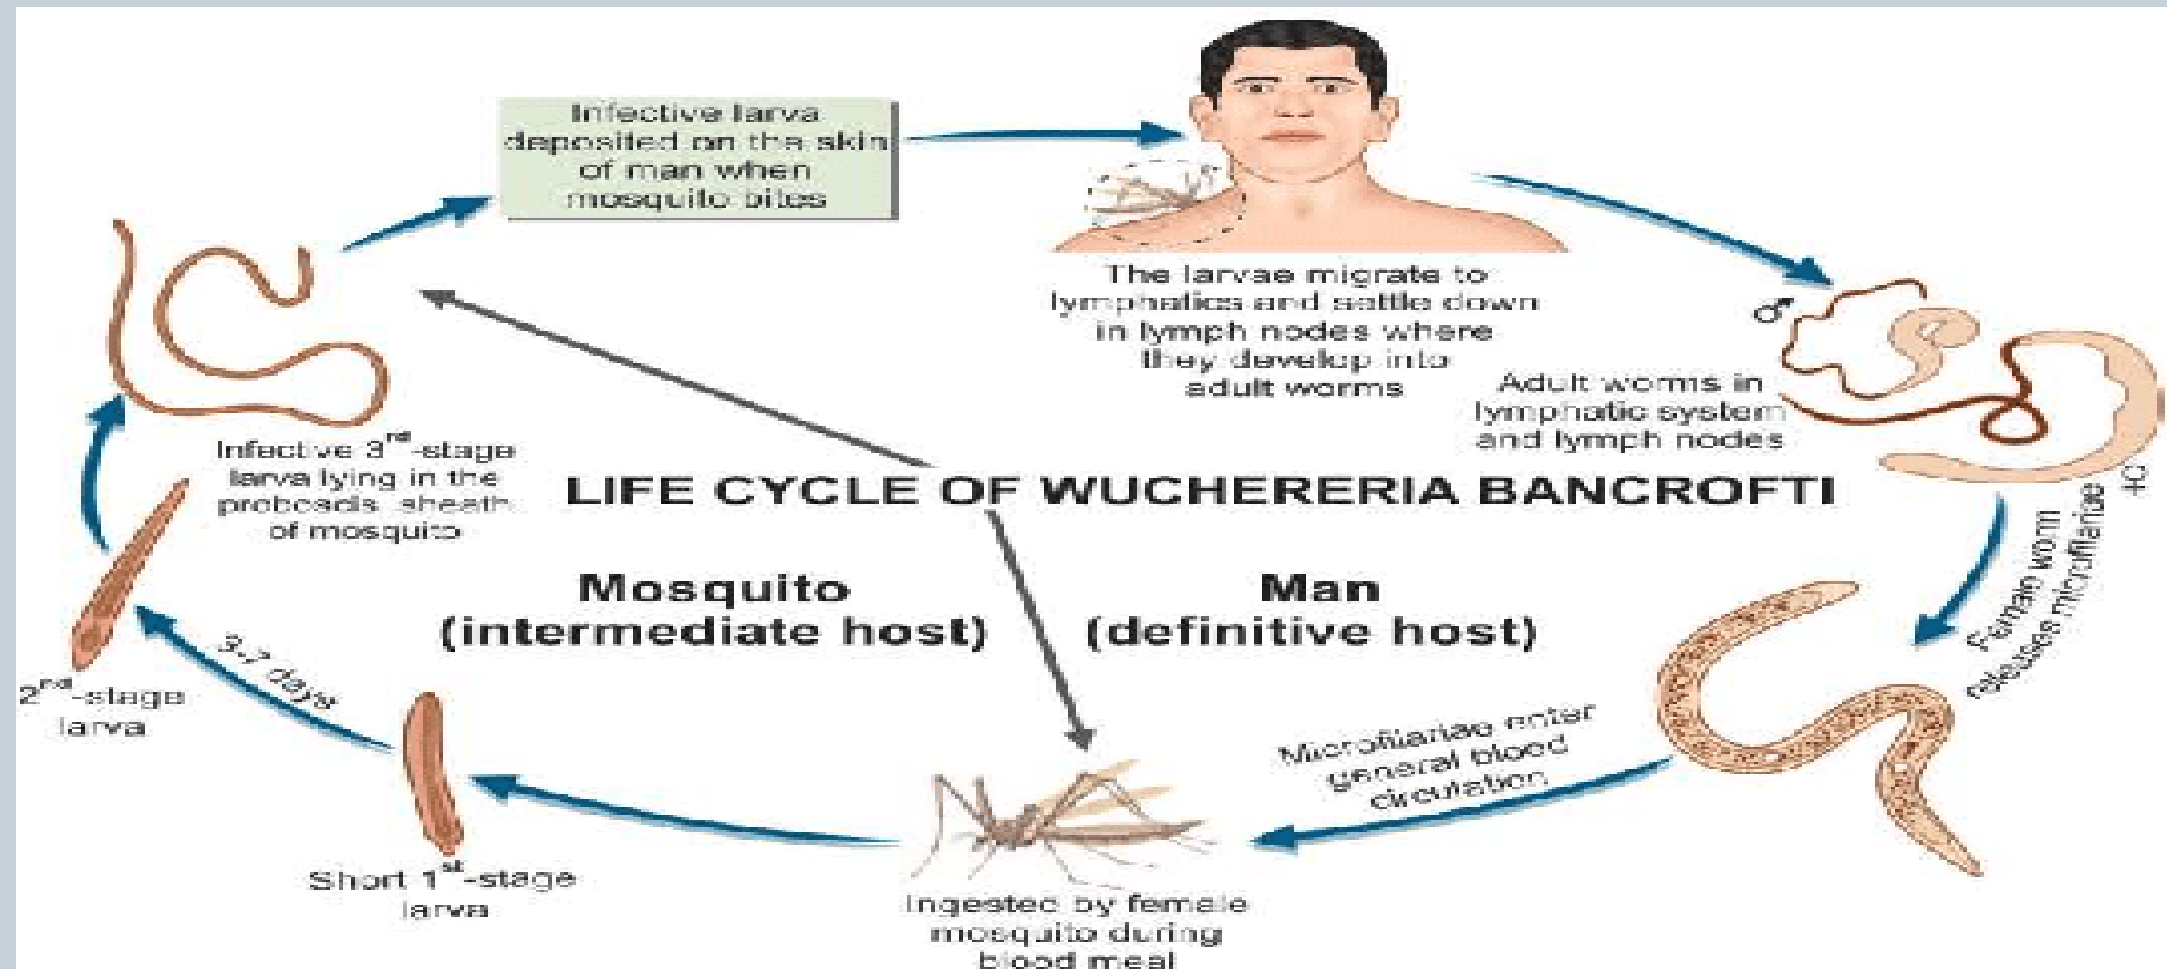 Infective larva
deposited on the skin
of man when
mosquito bites
The larvae migrate to
lymphatics and settle down
in lymph nodes where
they develop into
adult worms
♂
Adult worms in
lymphatic system
and lymph nodes
♀
Female worm
releases microfilariae
Infective 3nd-stage
larva lying in the
proboscis sheath
of mosquito
LIFE CYCLE OF WUCHERERIA BANCROFTI
Mosquito
(intermediate host)
Man
(definitive host)
3-7 days
2nd-stage
larva
Microfilariae enter
general blood
circulation
Short 1st-stage
larva
Ingested by female
mosquito during
blood meal